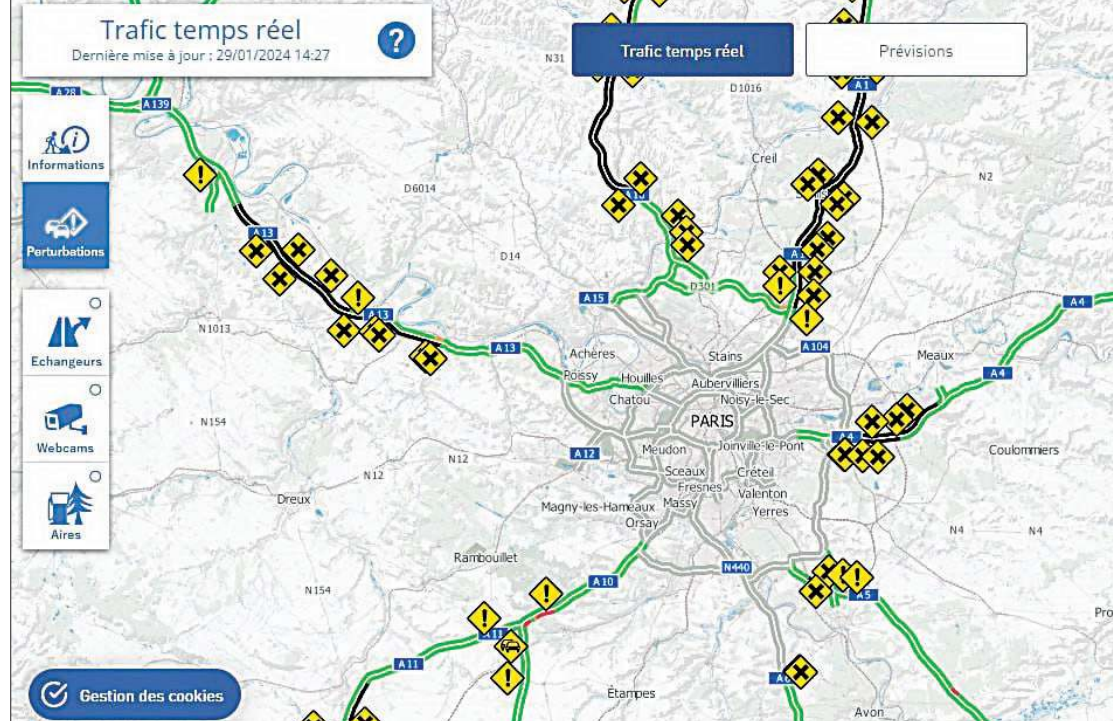 Trafic temps réel
Dernière mise à jour : 29/01/2024 14:27
?
Trafic temps réel
Prévisions
N31
D1016
A1
A28
A139
Informations
Creil
N2
D6014
Perturbations
A13
D14
D301
A15
A13
A4
N1013
Echangeurs
A13
Achères
Stains
A104
Meaux
Poissy
Houilles
Aubervilliers
A4
Chatou
Noisy-le-Sec
PARIS
N154
Webcams
A12
Meudon
Joinville-le-Pont
A4
Coulommiers
N12
N12
Sceaux
Créteil
Fresnes
Dreux
Magny-les-Hameaux
Massy
Valenton
Orsay
Yerres
Aires
N4
N4
Rambouillet
N440
A10
N154
A5
Pro
A11
A11
Gestion des cookies
Étampes
Avon